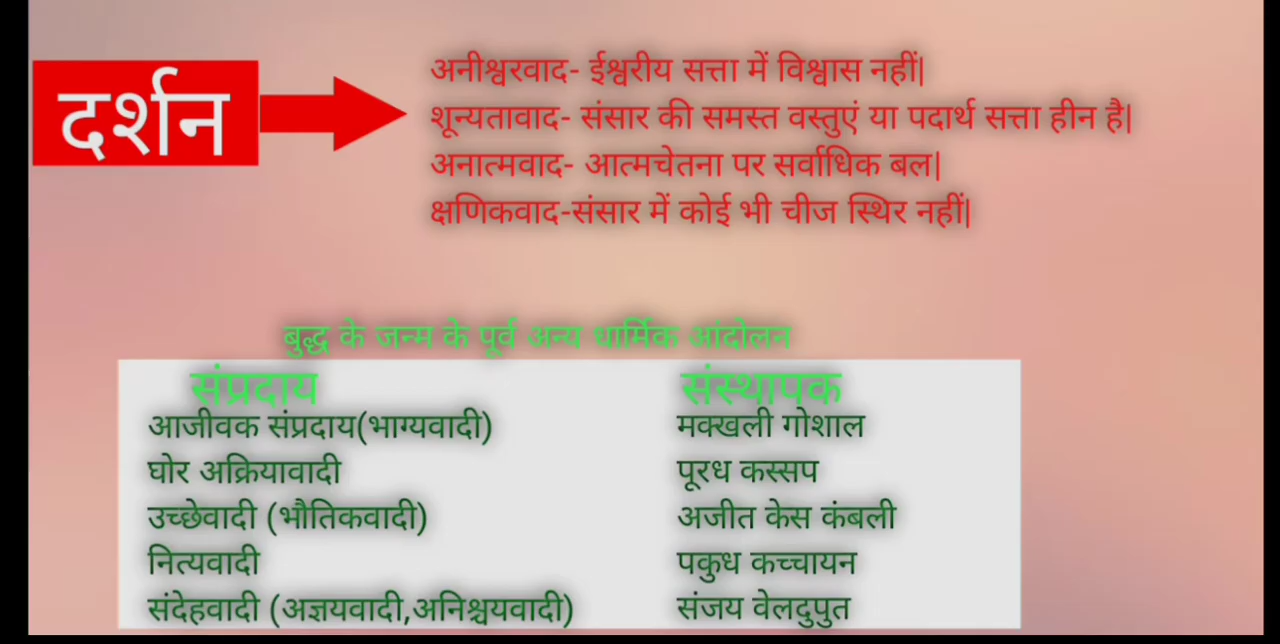 दर्शन
अनीश्वरवाद- ईश्वरीय सत्ता में विश्वास नहीं|
शून्यतावाद- संसार की समस्त वस्तुएं या पदार्थ सत्ता हीन है|
अनात्मवाद- आत्मचेतना पर सर्वाधिक बल|
क्षणिकवाद-संसार में कोई भी चीज स्थिर नहीं|
बुद्ध के जन्म के पूर्व अन्य धार्मिक आंदोलन
संप्रदाय संस्थापक
आजीवक संप्रदाय(भाग्यवादी) मक्खली गोशाल
घोर अक्रियावादी पूरध कस्सप
उच्छेवादी (भौतिकवादी) अजीत केस कंबली
नित्यवादी पकुध कच्चायन
संदेहवादी (अज्ञयवादी,अनिश्चयवादी) संजय वेलदुपुत